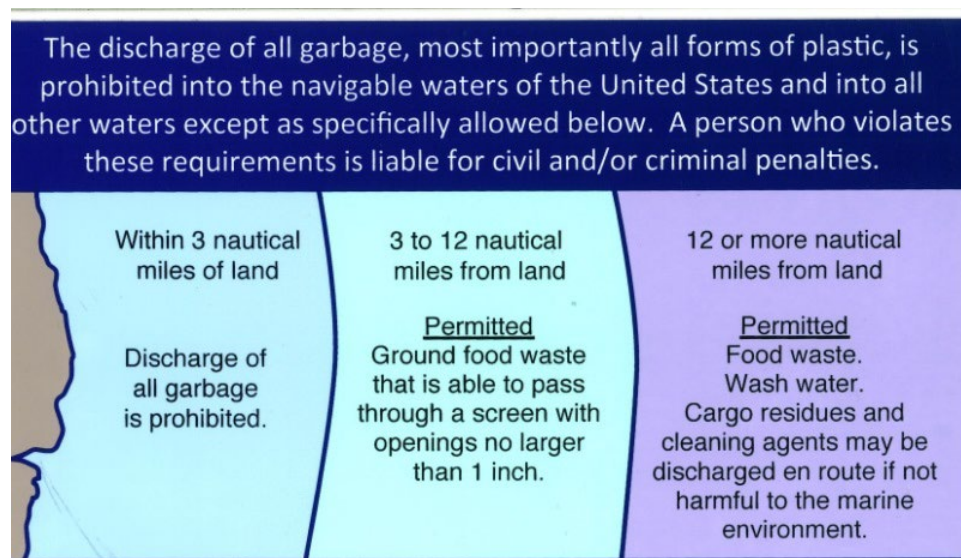 The discharge of all garbage, most importantly all forms of plastic, is
prohibited into the navigable waters of the United States and into all
other waters except as specifically allowed below.  A person who violates
these requirements is liable for civil and/or criminal penalties.
Within 3 nautical
miles of land
Discharge of
all garbage
is prohibited.
3 to 12 nautical
miles from land
Permitted
Ground food waste
that is able to pass
through a screen with
openings no larger
than 1 inch.
12 or more nautical
miles from land
Permitted
Food waste.
Wash water.
Cargo residues and
cleaning agents may be
discharged en route if not
harmful to the marine
environment.